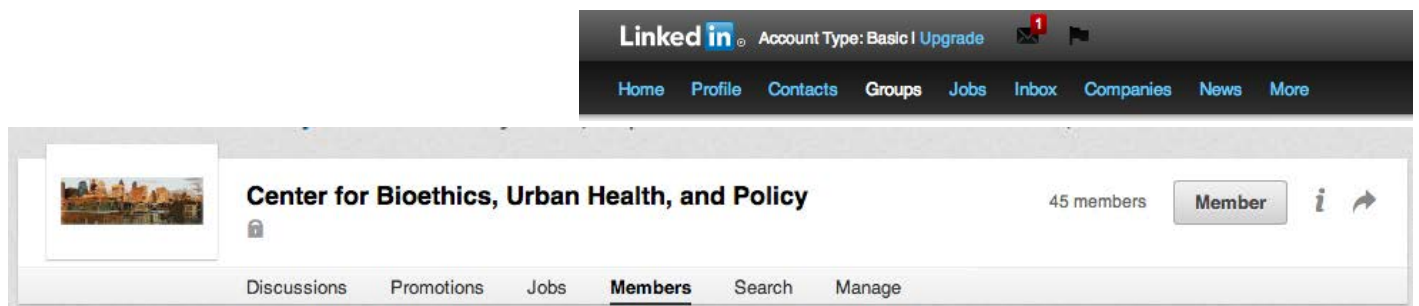 Linked in ® Account Type: Basic | Upgrade 1
Home Profile Contacts Groups Jobs Inbox Companies News More
Center for Bioethics, Urban Health, and Policy 45 members Member i
Discussions Promotions Jobs Members Search Manage